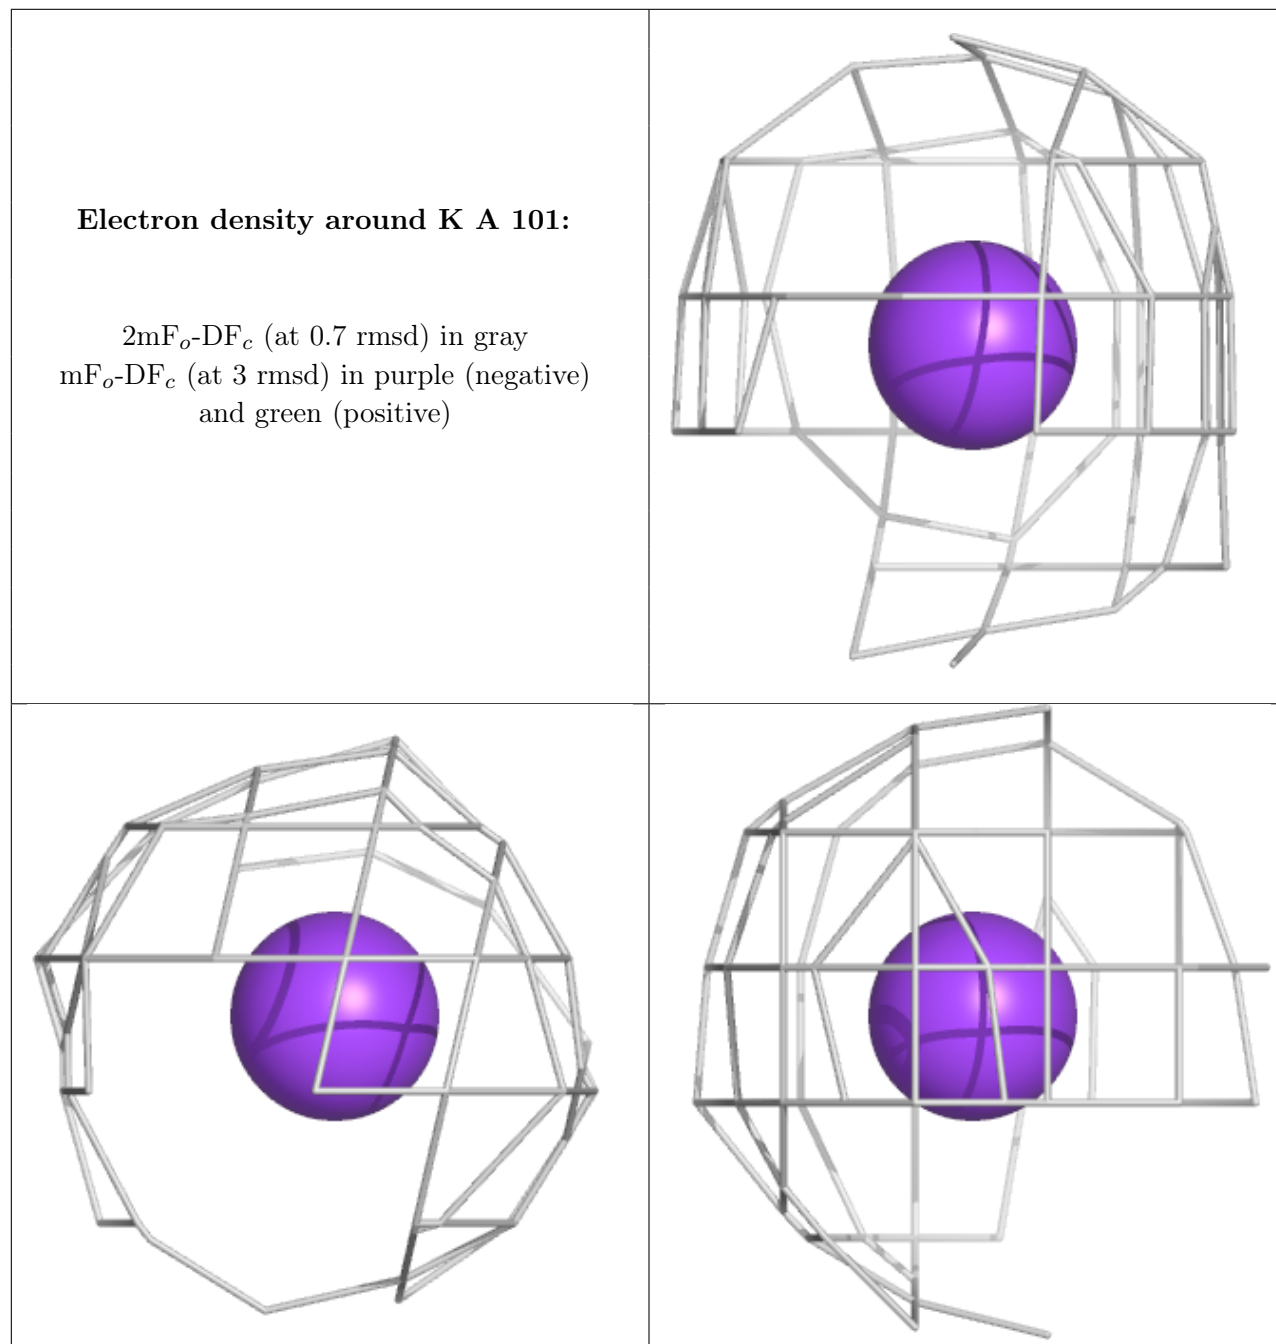 Electron density around K A 101:
2mFo-DFc (at 0.7 rmsd) in gray
mFo-DFc (at 3 rmsd) in purple (negative)
and green (positive)